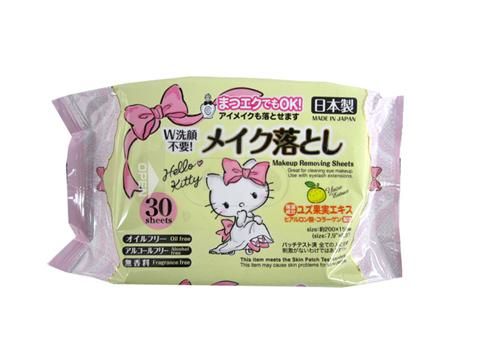 まつエクでもOK!
アイメイクも落とせます
日本製
MADE IN JAPAN
W洗顔
不要!
メイク落とし
Makeup Removing Sheets
Great for cleaning eye makeup.
Use with eyelash extensions.
OPEN
Hello
Kitty
30
sheets
ユズ果実エキス
ヒアルロン酸・コラーゲン
オイルフリー Oil free
アルコールフリー Alcohol free
無香料 Fragrance free
パッチテスト済
This item meets the Skin Patch Test
This item may cause skin problems for